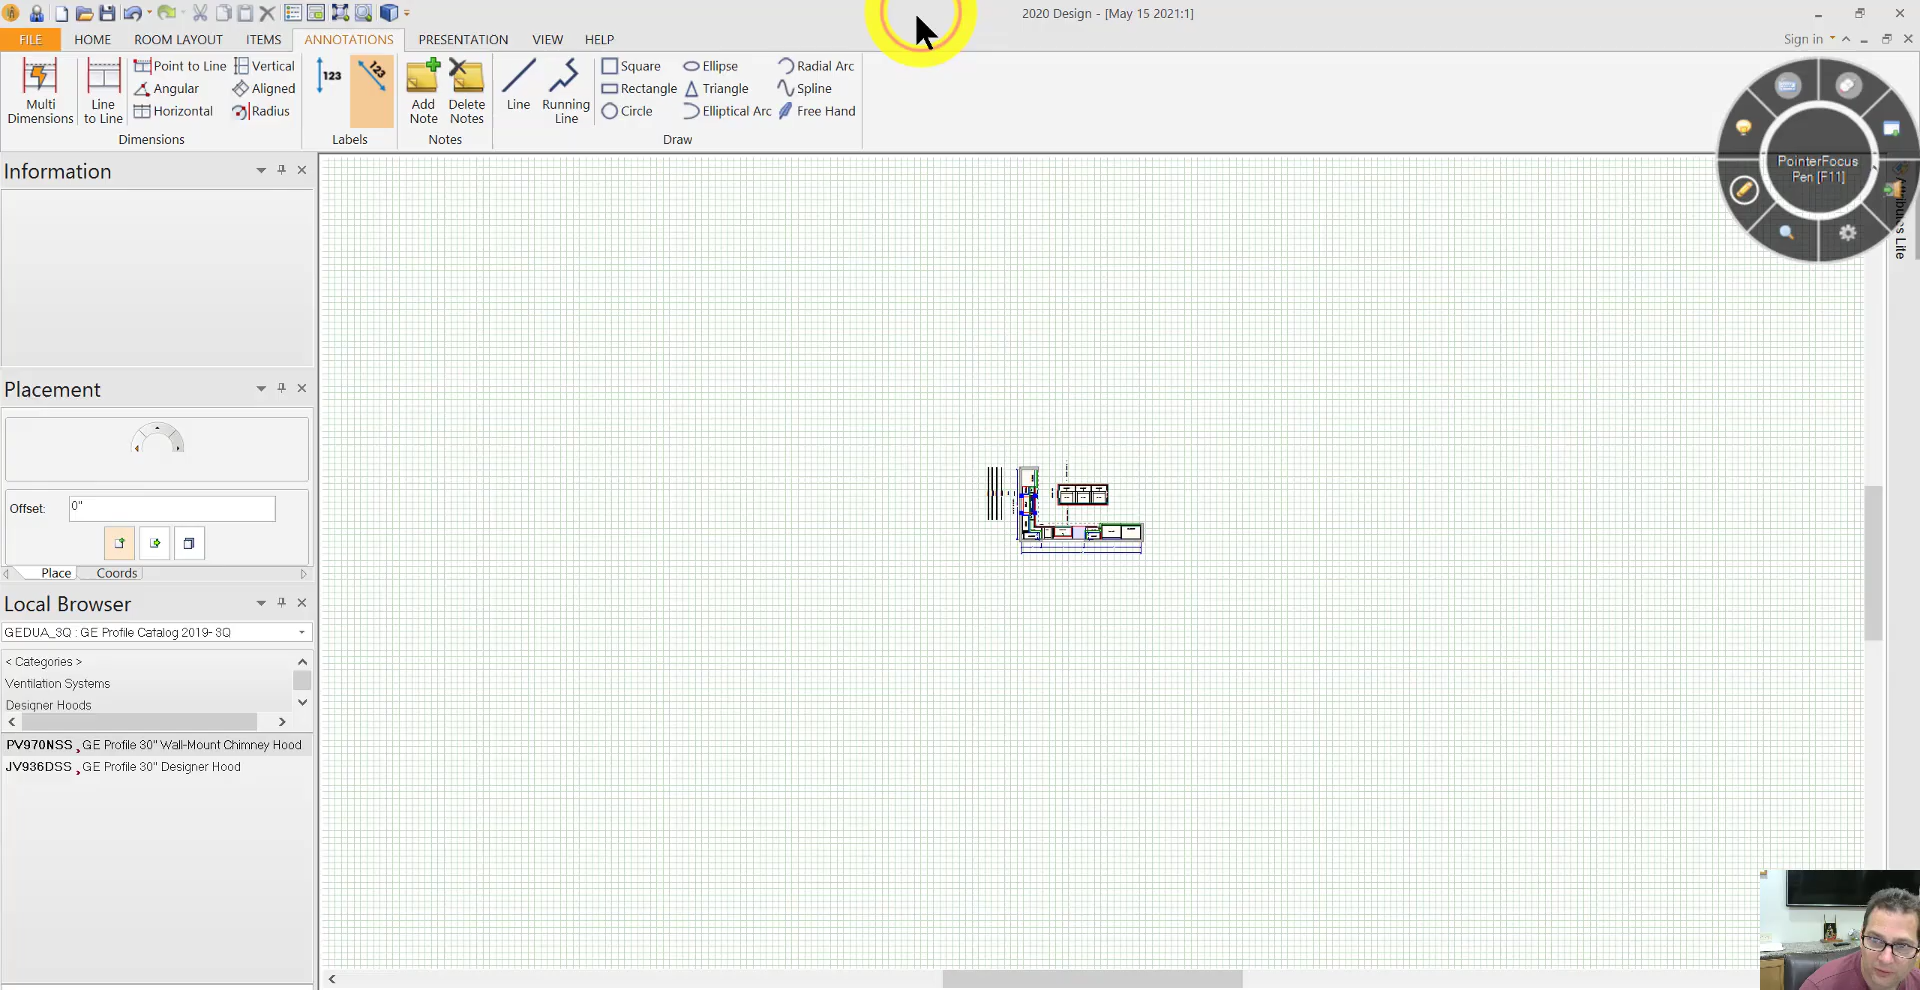 2020 Design - [May 15 2021:1]
FILE
HOME
ROOM LAYOUT
ITEMS
ANNOTATIONS
PRESENTATION
VIEW
HELP
Sign in
Multi
Dimensions
Line
to Line
Point to Line
Angular
Horizontal
Vertical
Aligned
Radius
Dimensions
123
123
Labels
Add
Note
Delete
Notes
Notes
Line
Running
Line
Square
Rectangle
Circle
Ellipse
Triangle
Elliptical Arc
Radial Arc
Spline
Free Hand
Draw
PointerFocus
Pen [F11]
Information
Placement
Offset:
0"
Place
Coords
Local Browser
GEDUA_3Q : GE Profile Catalog 2019- 3Q
< Categories >
Ventilation Systems
Designer Hoods
PV970NSS
GE Profile 30" Wall-Mount Chimney Hood
JV936DSS
GE Profile 30" Designer Hood